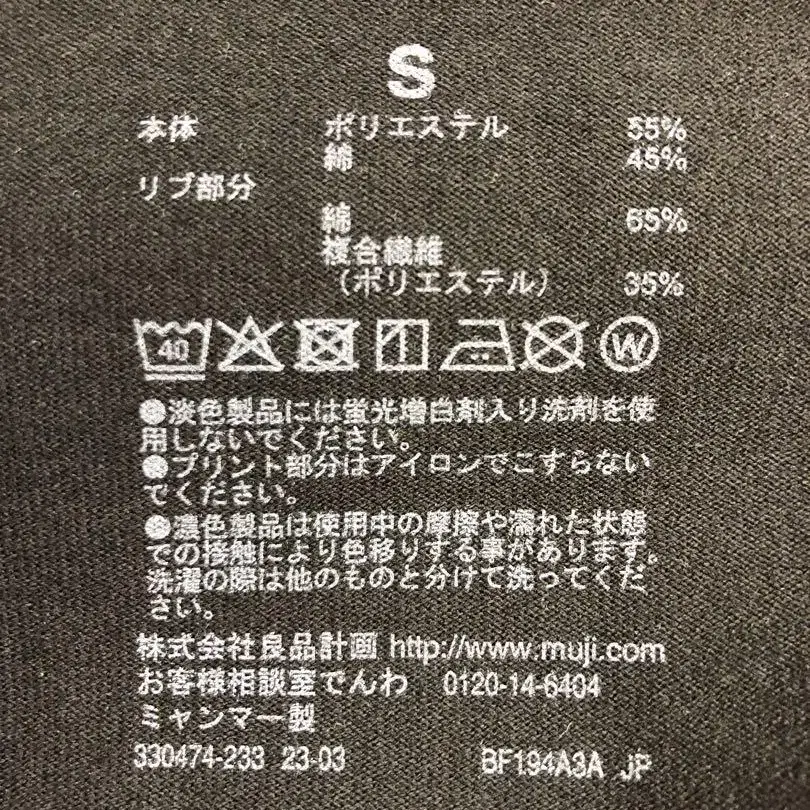 S
本体 ポリエステル 55%
綿 45%
リブ部分
綿 65%
複合繊維
（ポリエステル） 35%
40 W
●淡色製品には蛍光増白剤入り洗剤を使
用しないでください。
●プリント部分はアイロンでこすらない
でください。
●濃色製品は使用中の摩擦や濡れた状態
での接触により色移りする事があります。
洗濯の際は他のものと分けて洗ってくだ
さい。
株式会社良品計画 http://www.muji.com
お客様相談室でんわ 0120-14-6404
ミャンマー製
330474-233 23-03 BF194A3A JP